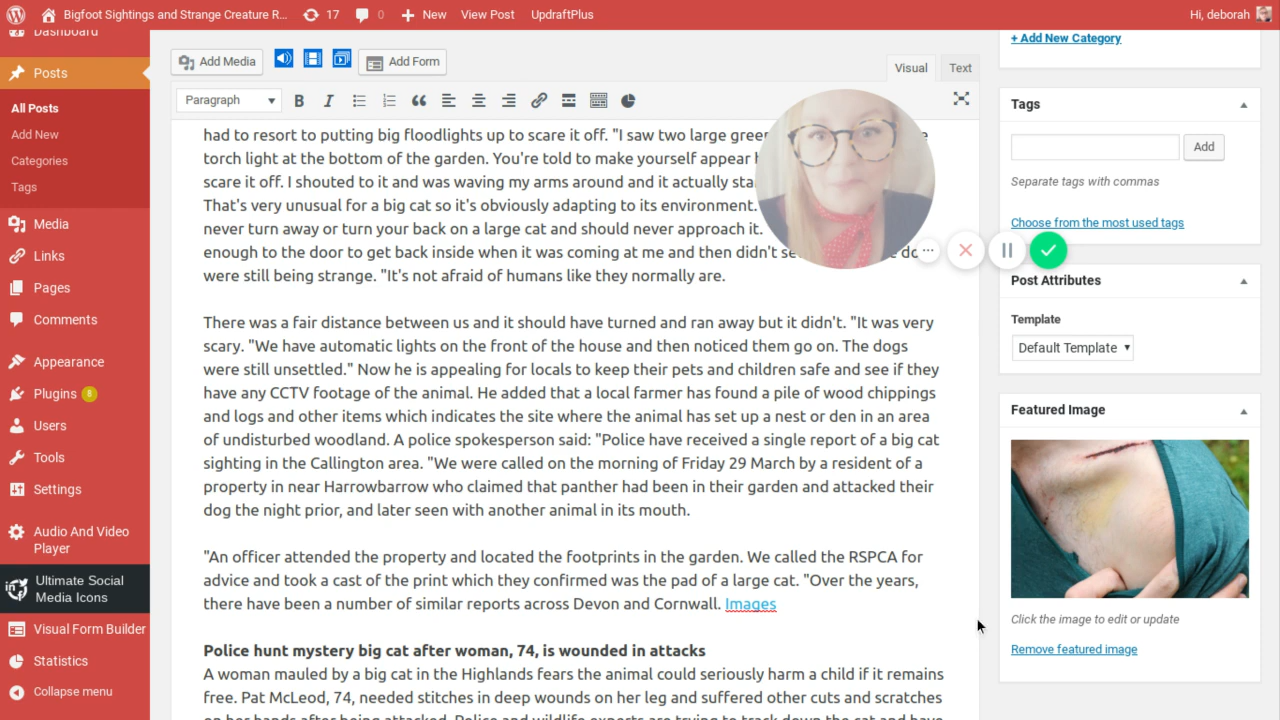 Bigfoot Sightings and Strange Creature R...
17
0
New
View Post
UpdraftPlus
Hi, deborah
Dashboard
Posts
All Posts
Add New
Categories
Tags
Media
Links
Pages
Comments
Appearance
Plugins 8
Users
Tools
Settings
Audio And Video
Player
Ultimate Social
Media Icons
Visual Form Builder
Statistics
Collapse menu
Add Media
Add Form
Visual
Text
Paragraph
had to resort to putting big floodlights up to scare it off. "I saw two large
torch light at the bottom of the garden. You're told to make yourself appear
scare it off. I shouted to it and was waving my arms around and it actually
That's very unusual for a big cat so it's obviously adapting to its environment.
never turn away or turn your back on a large cat and should never approach it.
enough to the door to get back inside when it was coming at me and then didn't
were still being strange. "It's not afraid of humans like they normally are.
There was a fair distance between us and it should have turned and ran away but it didn't. "It was very
scary. "We have automatic lights on the front of the house and then noticed them go on. The dogs
were still unsettled." Now he is appealing for locals to keep their pets and children safe and see if they
have any CCTV footage of the animal. He added that a local farmer has found a pile of wood chippings
and logs and other items which indicates the site where the animal has set up a nest or den in an area
of undisturbed woodland. A police spokesperson said: "Police have received a single report of a big cat
sighting in the Callington area. "We were called on the morning of Friday 29 March by a resident of a
property in near Harrowbarrow who claimed that panther had been in their garden and attacked their
dog the night prior, and later seen with another animal in its mouth.
"An officer attended the property and located the footprints in the garden. We called the RSPCA for
advice and took a cast of the print which they confirmed was the pad of a large cat. "Over the years,
there have been a number of similar reports across Devon and Cornwall. Images
Police hunt mystery big cat after woman, 74, is wounded in attacks
A woman mauled by a big cat in the Highlands fears the animal could seriously harm a child if it remains
free. Pat McLeod, 74, needed stitches in deep wounds on her leg and suffered other cuts and scratches
on her hands after being attacked. Police and wildlife experts are trying to track down the cat and have
+ Add New Category
Tags
Add
Separate tags with commas
Choose from the most used tags
Post Attributes
Template
Default Template
Featured Image
Click the image to edit or update
Remove featured image